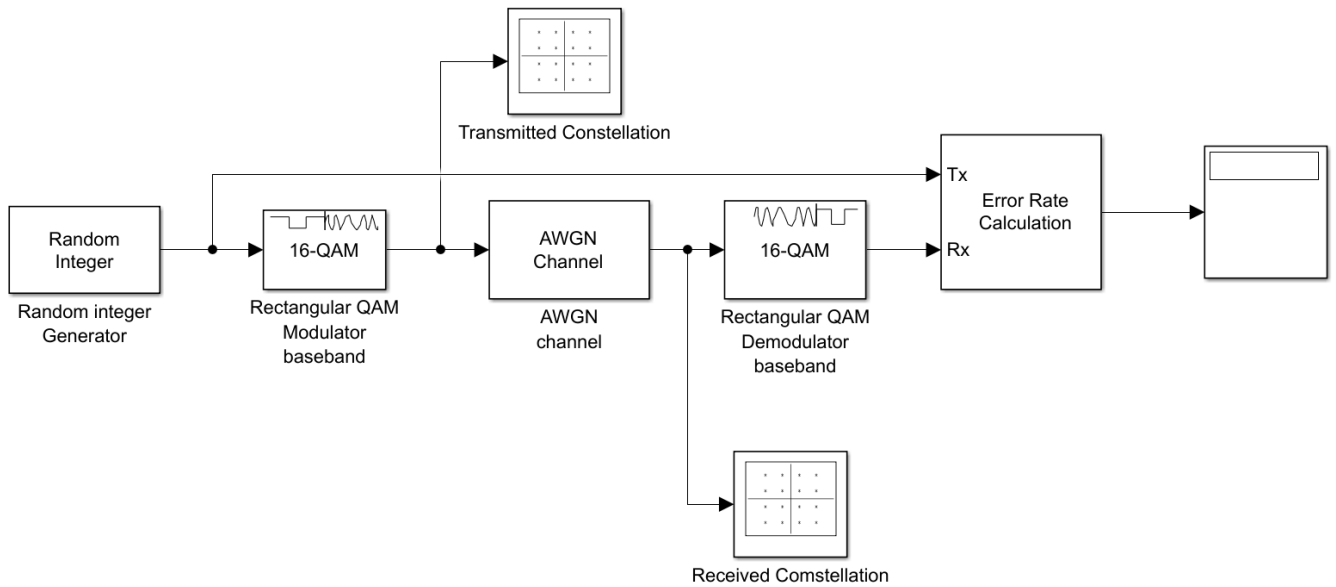 Transmitted Constellation
Tx
Error Rate
Calculation
Rx
Random
Integer
Random integer
Generator
16-QAM
Rectangular QAM
Modulator
baseband
AWGN
Channel
AWGN
channel
16-QAM
Rectangular QAM
Demodulator
baseband
Received Comstellation